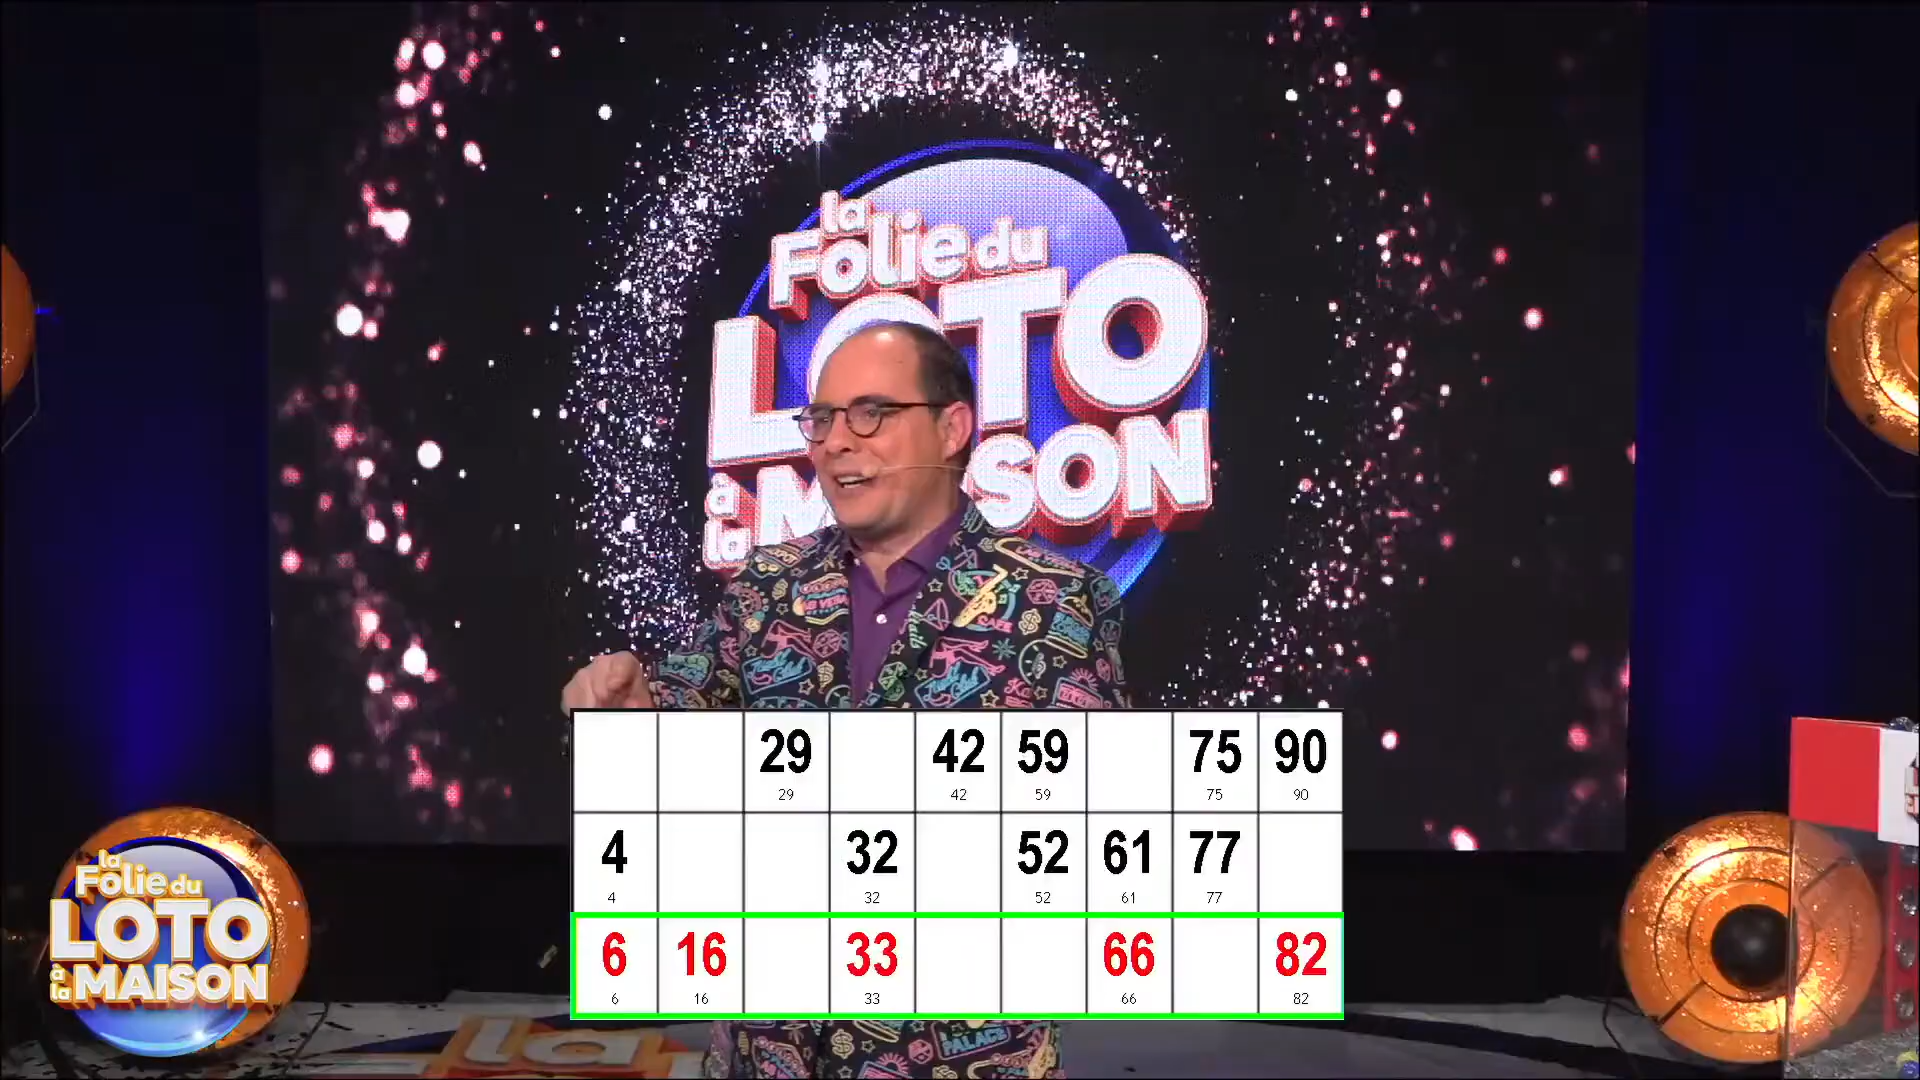 la
Folie du
LOTO
à la MAISON
29 42 59 75 90
29 42 59 75 90
4 32 52 61 77
4 32 52 61 77
6 16 33 66 82
6 16 33 66 82
la
Folie du
LOTO
à la MAISON
la
PALACE